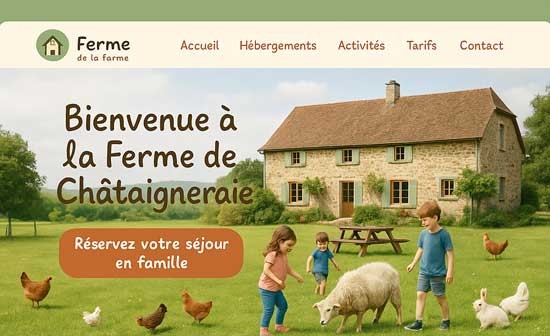 Ferme
de la farme
Accueil
Hébergements
Activités
Tarifs
Contact
Bienvenue à
la Ferme de
Châtaigneraie
Réservez votre séjour
en famille